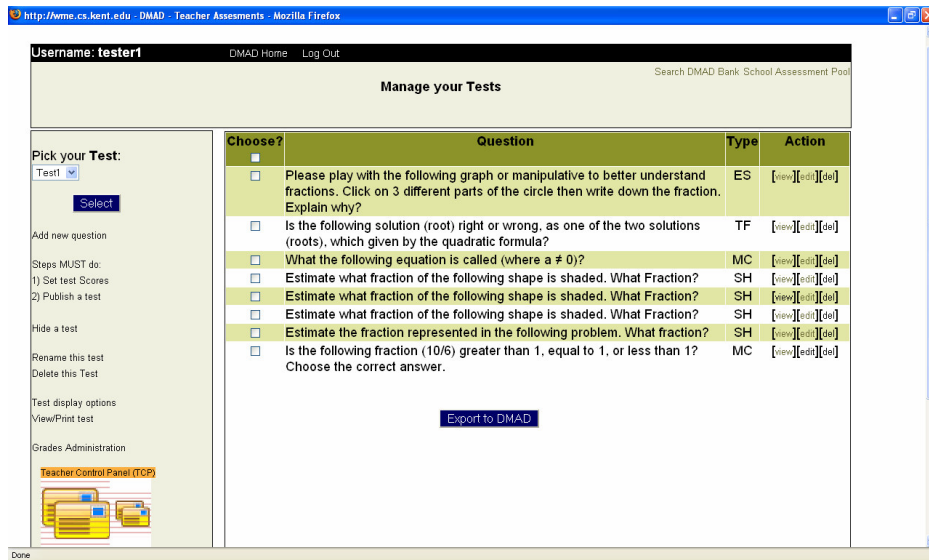 http://wme.cs.kent.edu - DMAD - Teacher Assesments - Mozilla Firefox
Username: tester1 DMAD Home Log Out
Search DMAD Bank School Assessment Pool
Manage your Tests
Pick your Test:
Test1
Select
Add new question
Steps MUST do:
1) Set test Scores
2) Publish a test
Hide a test
Rename this test
Delete this Test
Test display options
View/Print test
Grades Administration
Teacher Control Panel (TCP)
Choose? Question Type Action
Please play with the following graph or manipulative to better understand
fractions. Click on 3 different parts of the circle then write down the fraction.
Explain why?
ES [view][edit][del]
Is the following solution (root) right or wrong, as one of the two solutions
(roots), which given by the quadratic formula?
TF [view][edit][del]
What the following equation is called (where a ≠ 0)? MC [view][edit][del]
Estimate what fraction of the following shape is shaded. What Fraction? SH [view][edit][del]
Estimate what fraction of the following shape is shaded. What Fraction? SH [view][edit][del]
Estimate what fraction of the following shape is shaded. What Fraction? SH [view][edit][del]
Estimate the fraction represented in the following problem. What fraction? SH [view][edit][del]
Is the following fraction (10/6) greater than 1, equal to 1, or less than 1?
Choose the correct answer.
MC [view][edit][del]
Export to DMAD
Done